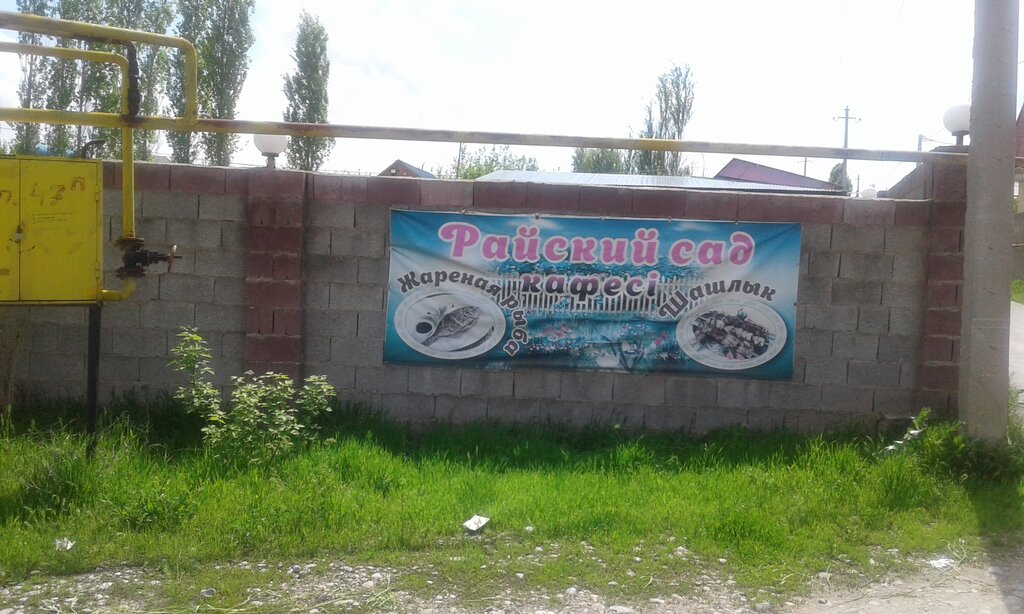 Райский сад
кафесі
Жареная рыба
Шашлык